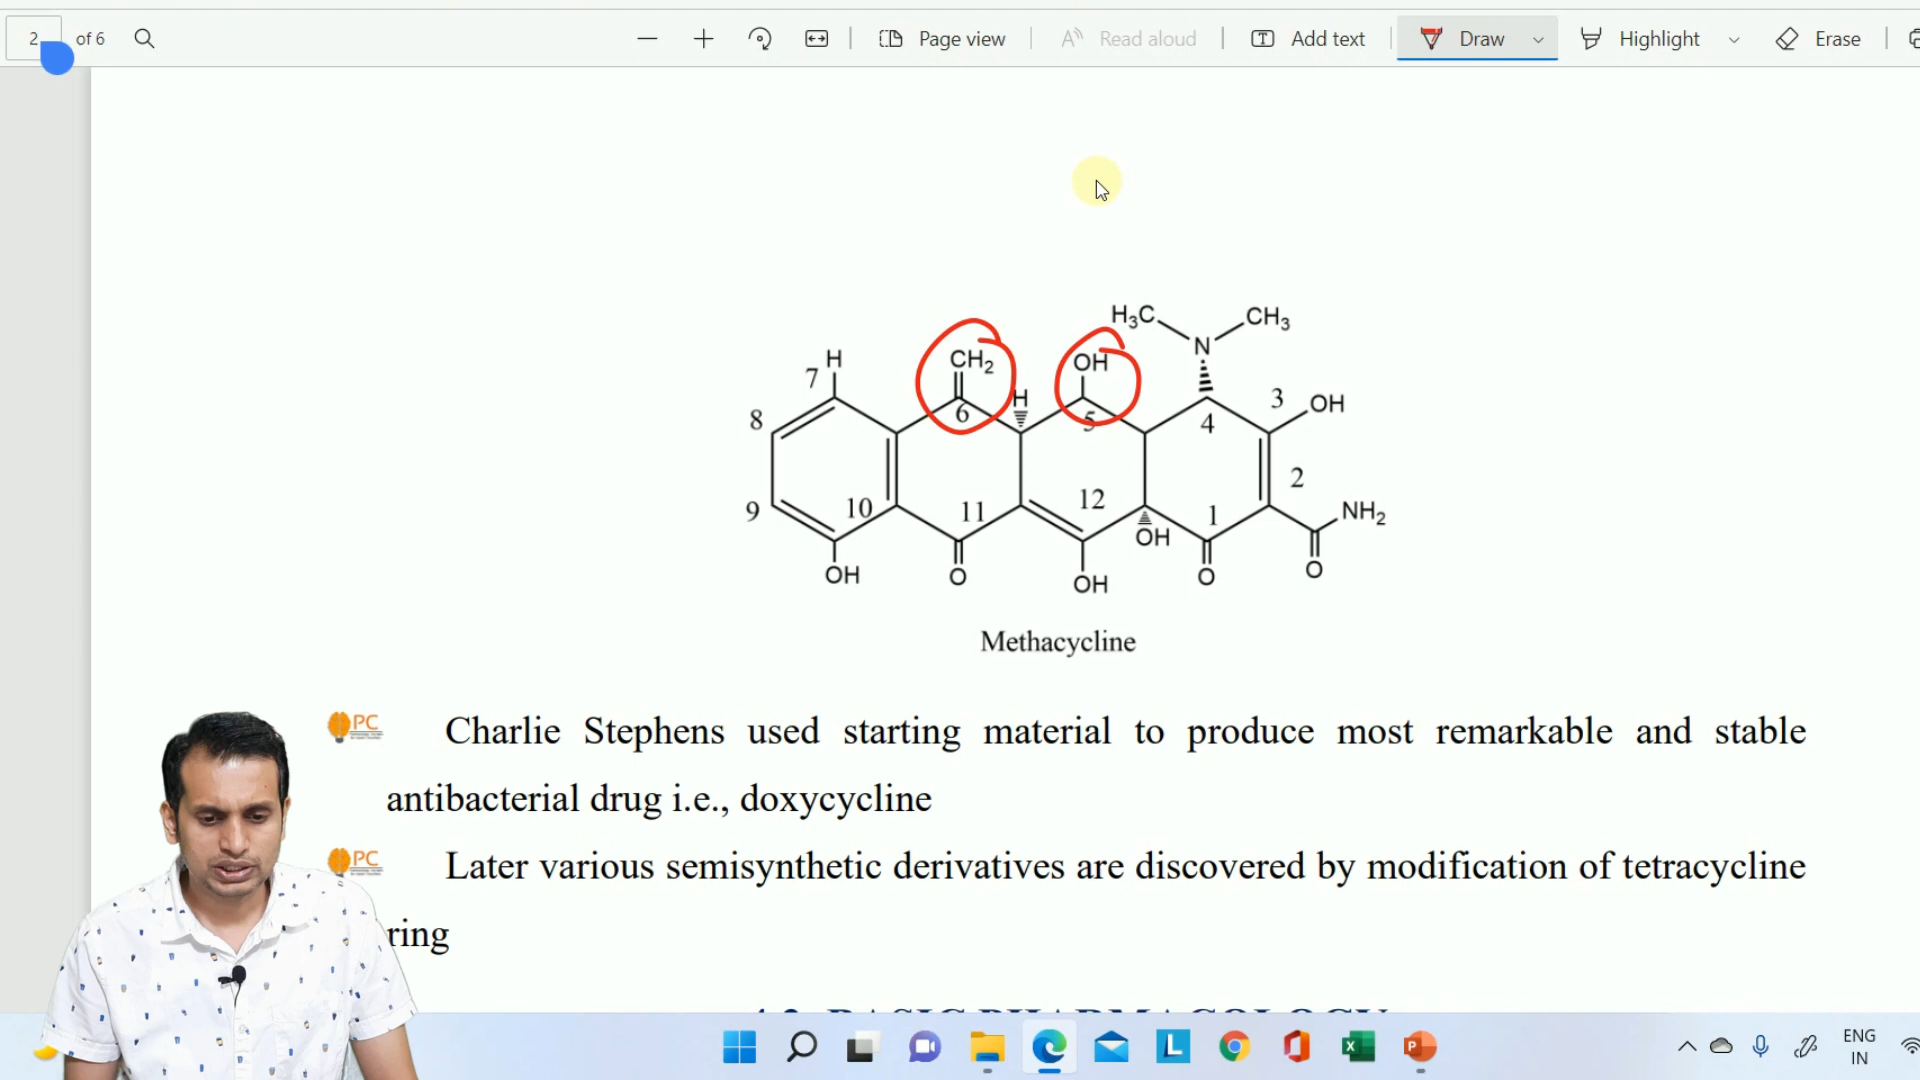 2 of 6 Page view Read aloud Add text Draw Highlight Erase
H₃C CH₃
N
CH₂ OH
H H
7 6 5 4 3 OH
8
2
9 10 11 12 1 NH₂
OH
OH O OH O O
Methacycline
PC Charlie Stephens used starting material to produce most remarkable and stable
antibacterial drug i.e., doxycycline
PC Later various semisynthetic derivatives are discovered by modification of tetracycline
ring
ENG
IN